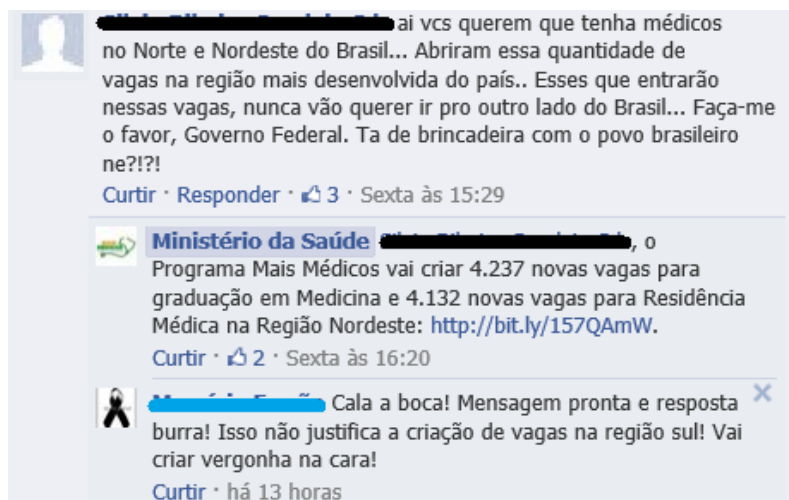 ai vcs querem que tenha médicos
no Norte e Nordeste do Brasil... Abriram essa quantidade de
vagas na região mais desenvolvida do país.. Esses que entrarão
nessas vagas, nunca vão querer ir pro outro lado do Brasil... Faça-me
o favor, Governo Federal. Ta de brincadeira com o povo brasileiro
ne?!?!
Curtir · Responder · 3 · Sexta às 15:29
Ministério da Saúde , o
Programa Mais Médicos vai criar 4.237 novas vagas para
graduação em Medicina e 4.132 novas vagas para Residência
Médica na Região Nordeste: http://bit.ly/157QAmW.
Curtir · 2 · Sexta às 16:20
Cala a boca! Mensagem pronta e resposta
burra! Isso não justifica a criação de vagas na região sul! Vai
criar vergonha na cara!
Curtir · há 13 horas